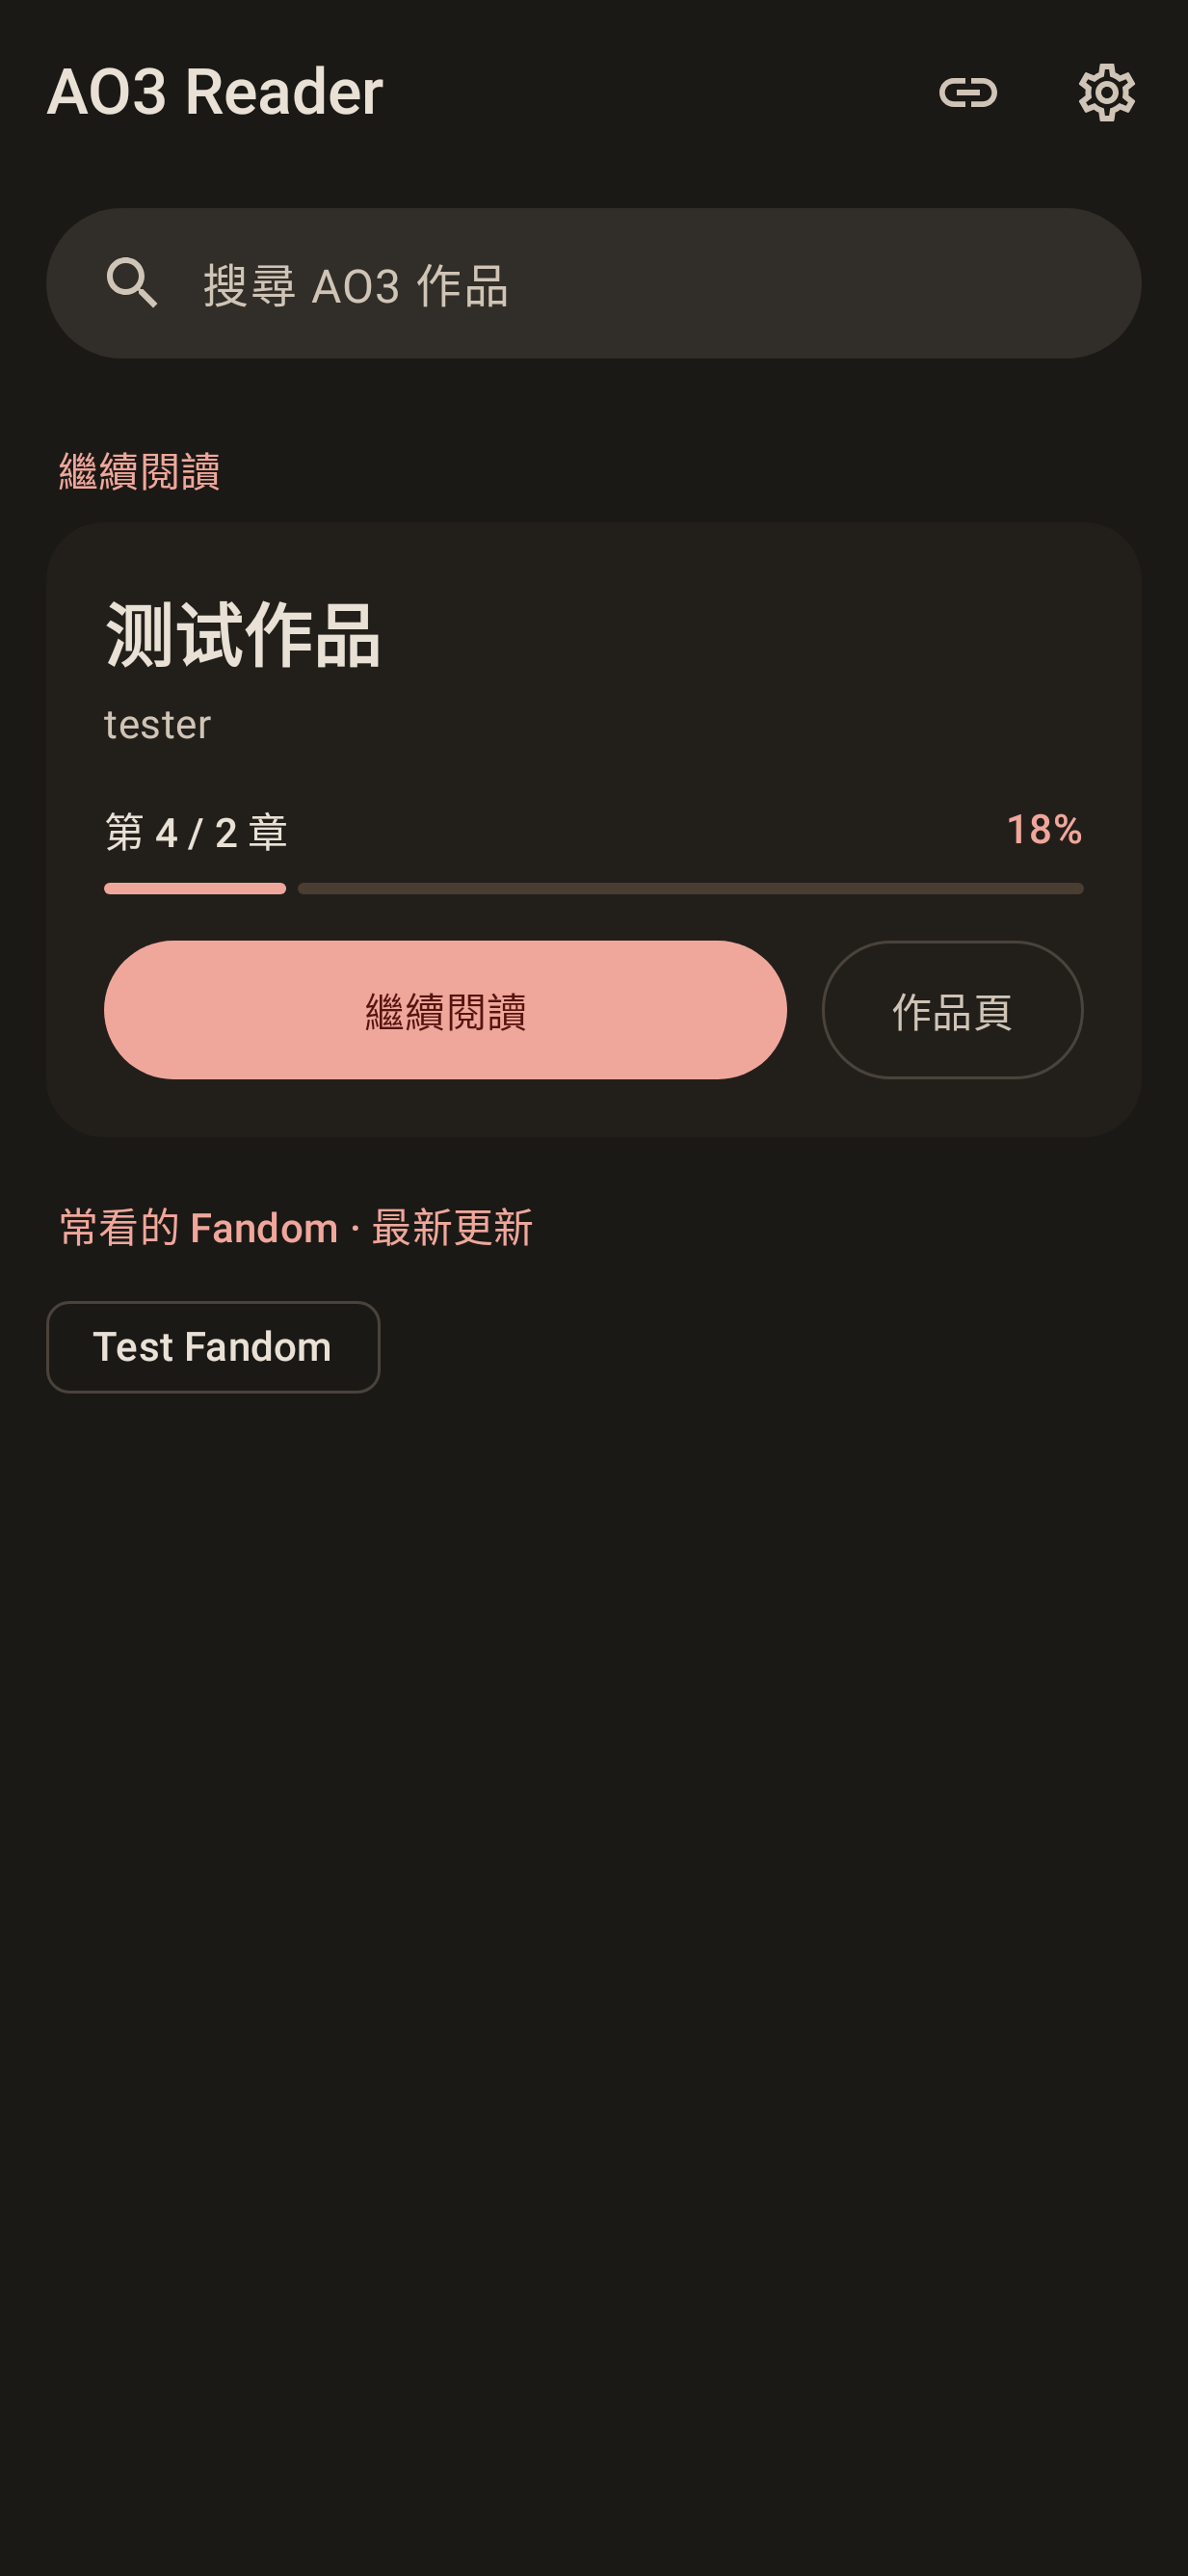 AO3 Reader
搜尋 AO3 作品
繼續閱讀
测试作品
tester
第 4 / 2 章
18%
繼續閱讀
作品頁
常看的 Fandom · 最新更新
Test Fandom